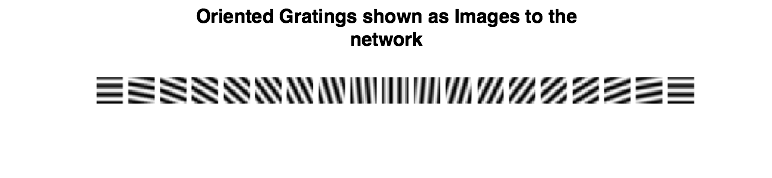 Oriented Gratings shown as Images to the
network